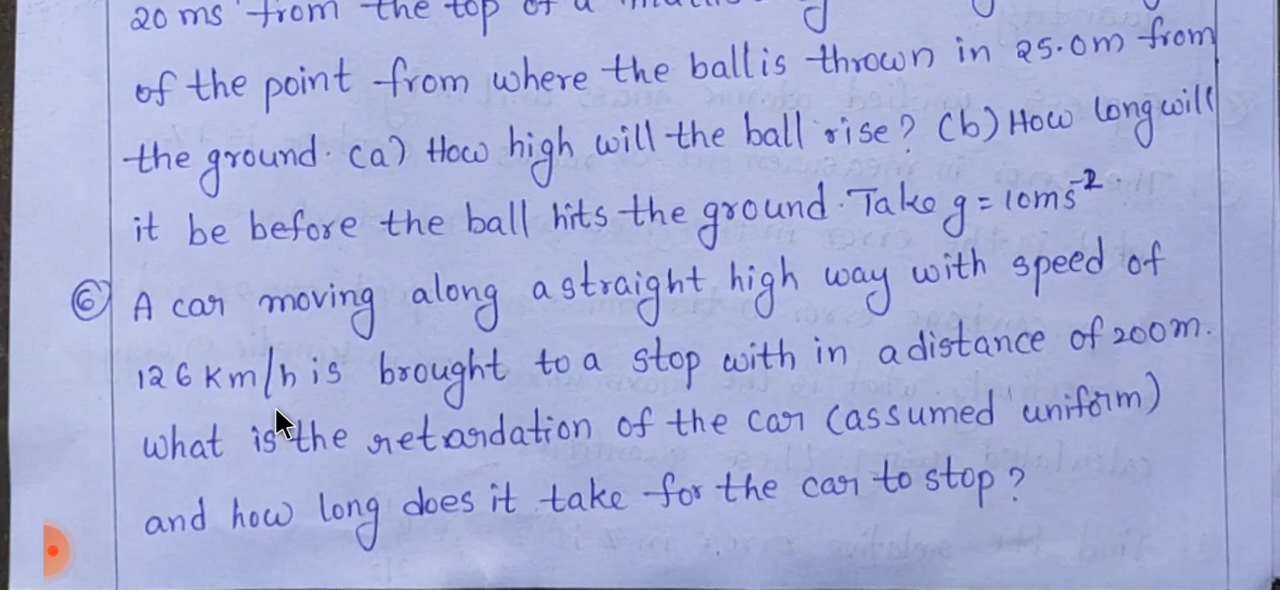 20 ms from the top of a
of the point from where the ball is thrown in 25.0m from
the ground. (a) How high will the ball rise? (b) How long will
it be before the ball hits the ground. Take g = 10ms⁻².
⑥ A car moving along a straight high way with speed of
126 km/h is brought to a stop with in a distance of 200m.
what is the retardation of the car (assumed uniform)
and how long does it take for the car to stop?